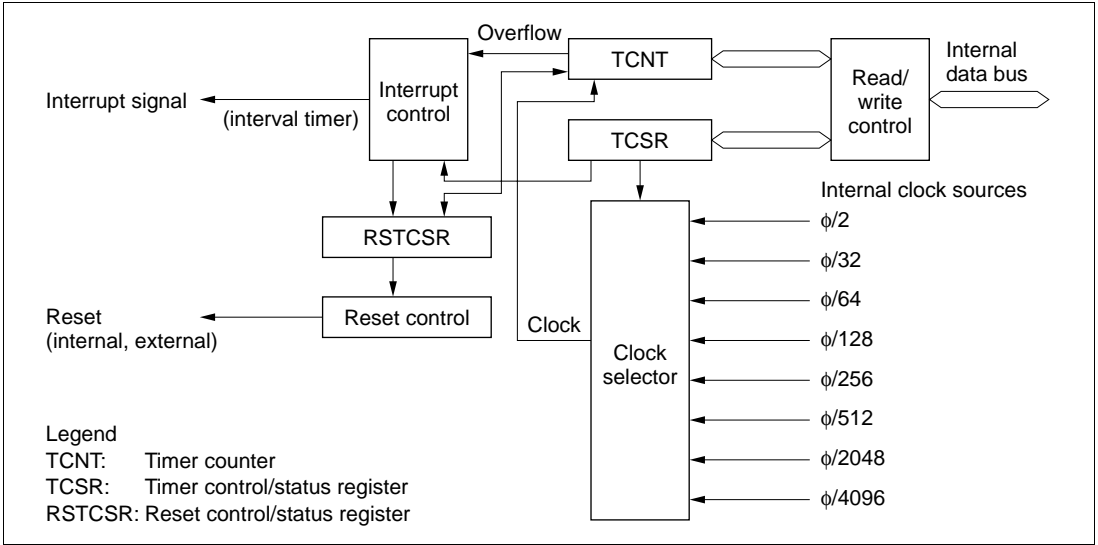 Overflow
TCNT
Interrupt
control
Read/
write
control
Internal
data bus
Interrupt signal
(interval timer)
TCSR
Internal clock sources
RSTCSR
ϕ/2
ϕ/32
ϕ/64
Reset control
Reset
(internal, external)
Clock
Clock
selector
ϕ/128
ϕ/256
ϕ/512
ϕ/2048
ϕ/4096
Legend
TCNT: Timer counter
TCSR: Timer control/status register
RSTCSR: Reset control/status register